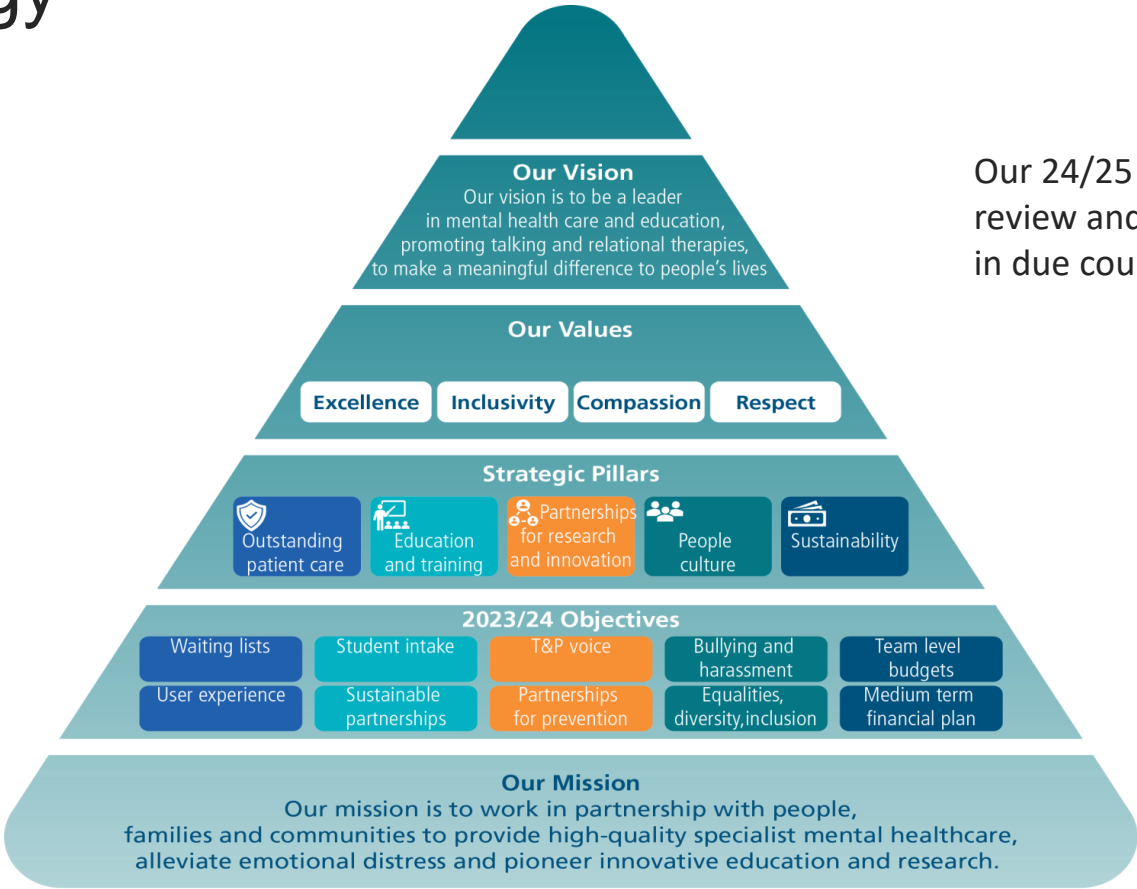 gy
Our 24/25
review and
in due cou
Our Vision
Our vision is to be a leader
in mental health care and education,
promoting talking and relational therapies,
to make a meaningful difference to people's lives
Our Values
Excellence
Inclusivity
Compassion
Respect
Strategic Pillars
Outstanding
patient care
Education
and training
Partnerships
for research
and innovation
People
culture
Sustainability
2023/24 Objectives
Waiting lists
Student intake
T&P voice
Bullying and
harassment
Team level
budgets
User experience
Sustainable
partnerships
Partnerships
for prevention
Equalities,
diversity,inclusion
Medium term
financial plan
Our Mission
Our mission is to work in partnership with people,
families and communities to provide high-quality specialist mental healthcare,
alleviate emotional distress and pioneer innovative education and research.